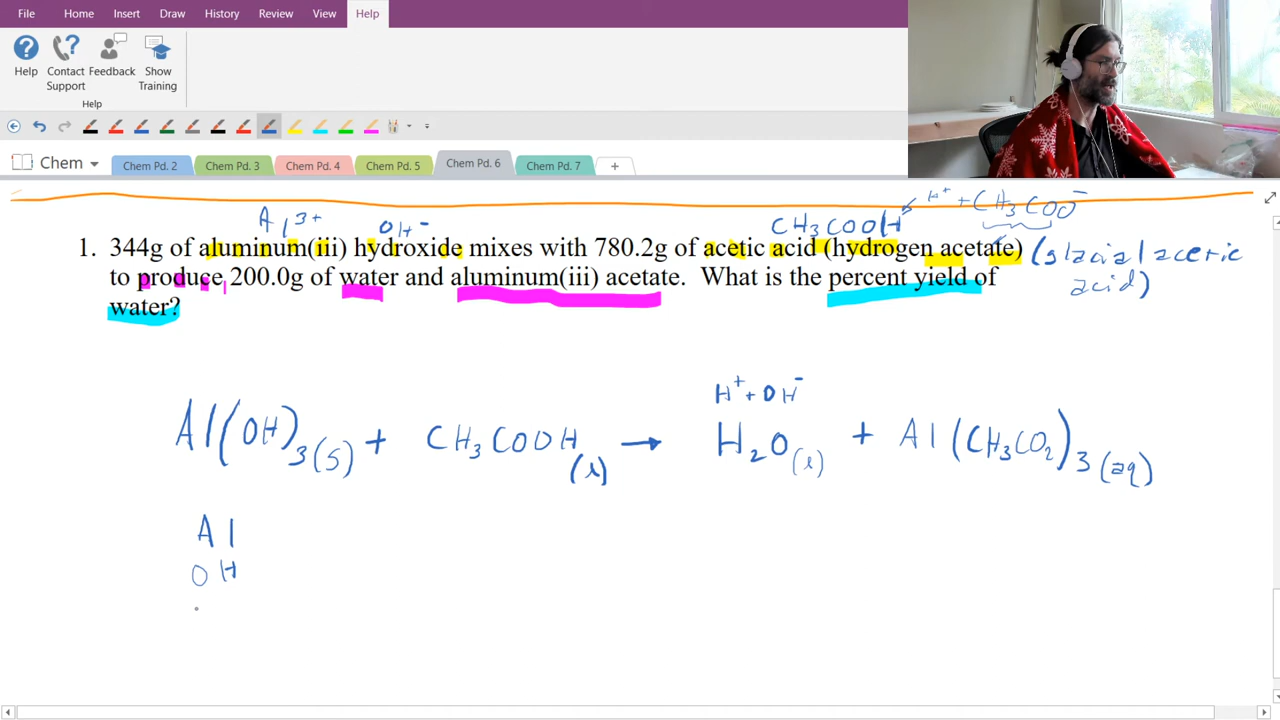 File Home Insert Draw History Review View Help
Help Contact Support Feedback Show Training
Help
Chem Chem Pd. 2 Chem Pd. 3 Chem Pd. 4 Chem Pd. 5 Chem Pd. 6 Chem Pd. 7 +
H⁺ + CH₃COO⁻
Al³⁺ OH⁻ CH₃COOH
1. 344g of aluminum(iii) hydroxide mixes with 780.2g of acetic acid (hydrogen acetate) (glacial acetic
to produce 200.0g of water and aluminum(iii) acetate. What is the percent yield of acid)
water?
H⁺ + OH⁻
Al(OH)₃(s) + CH₃COOH(l) → H₂O(l) + Al(CH₃CO₂)₃(aq)
Al
OH